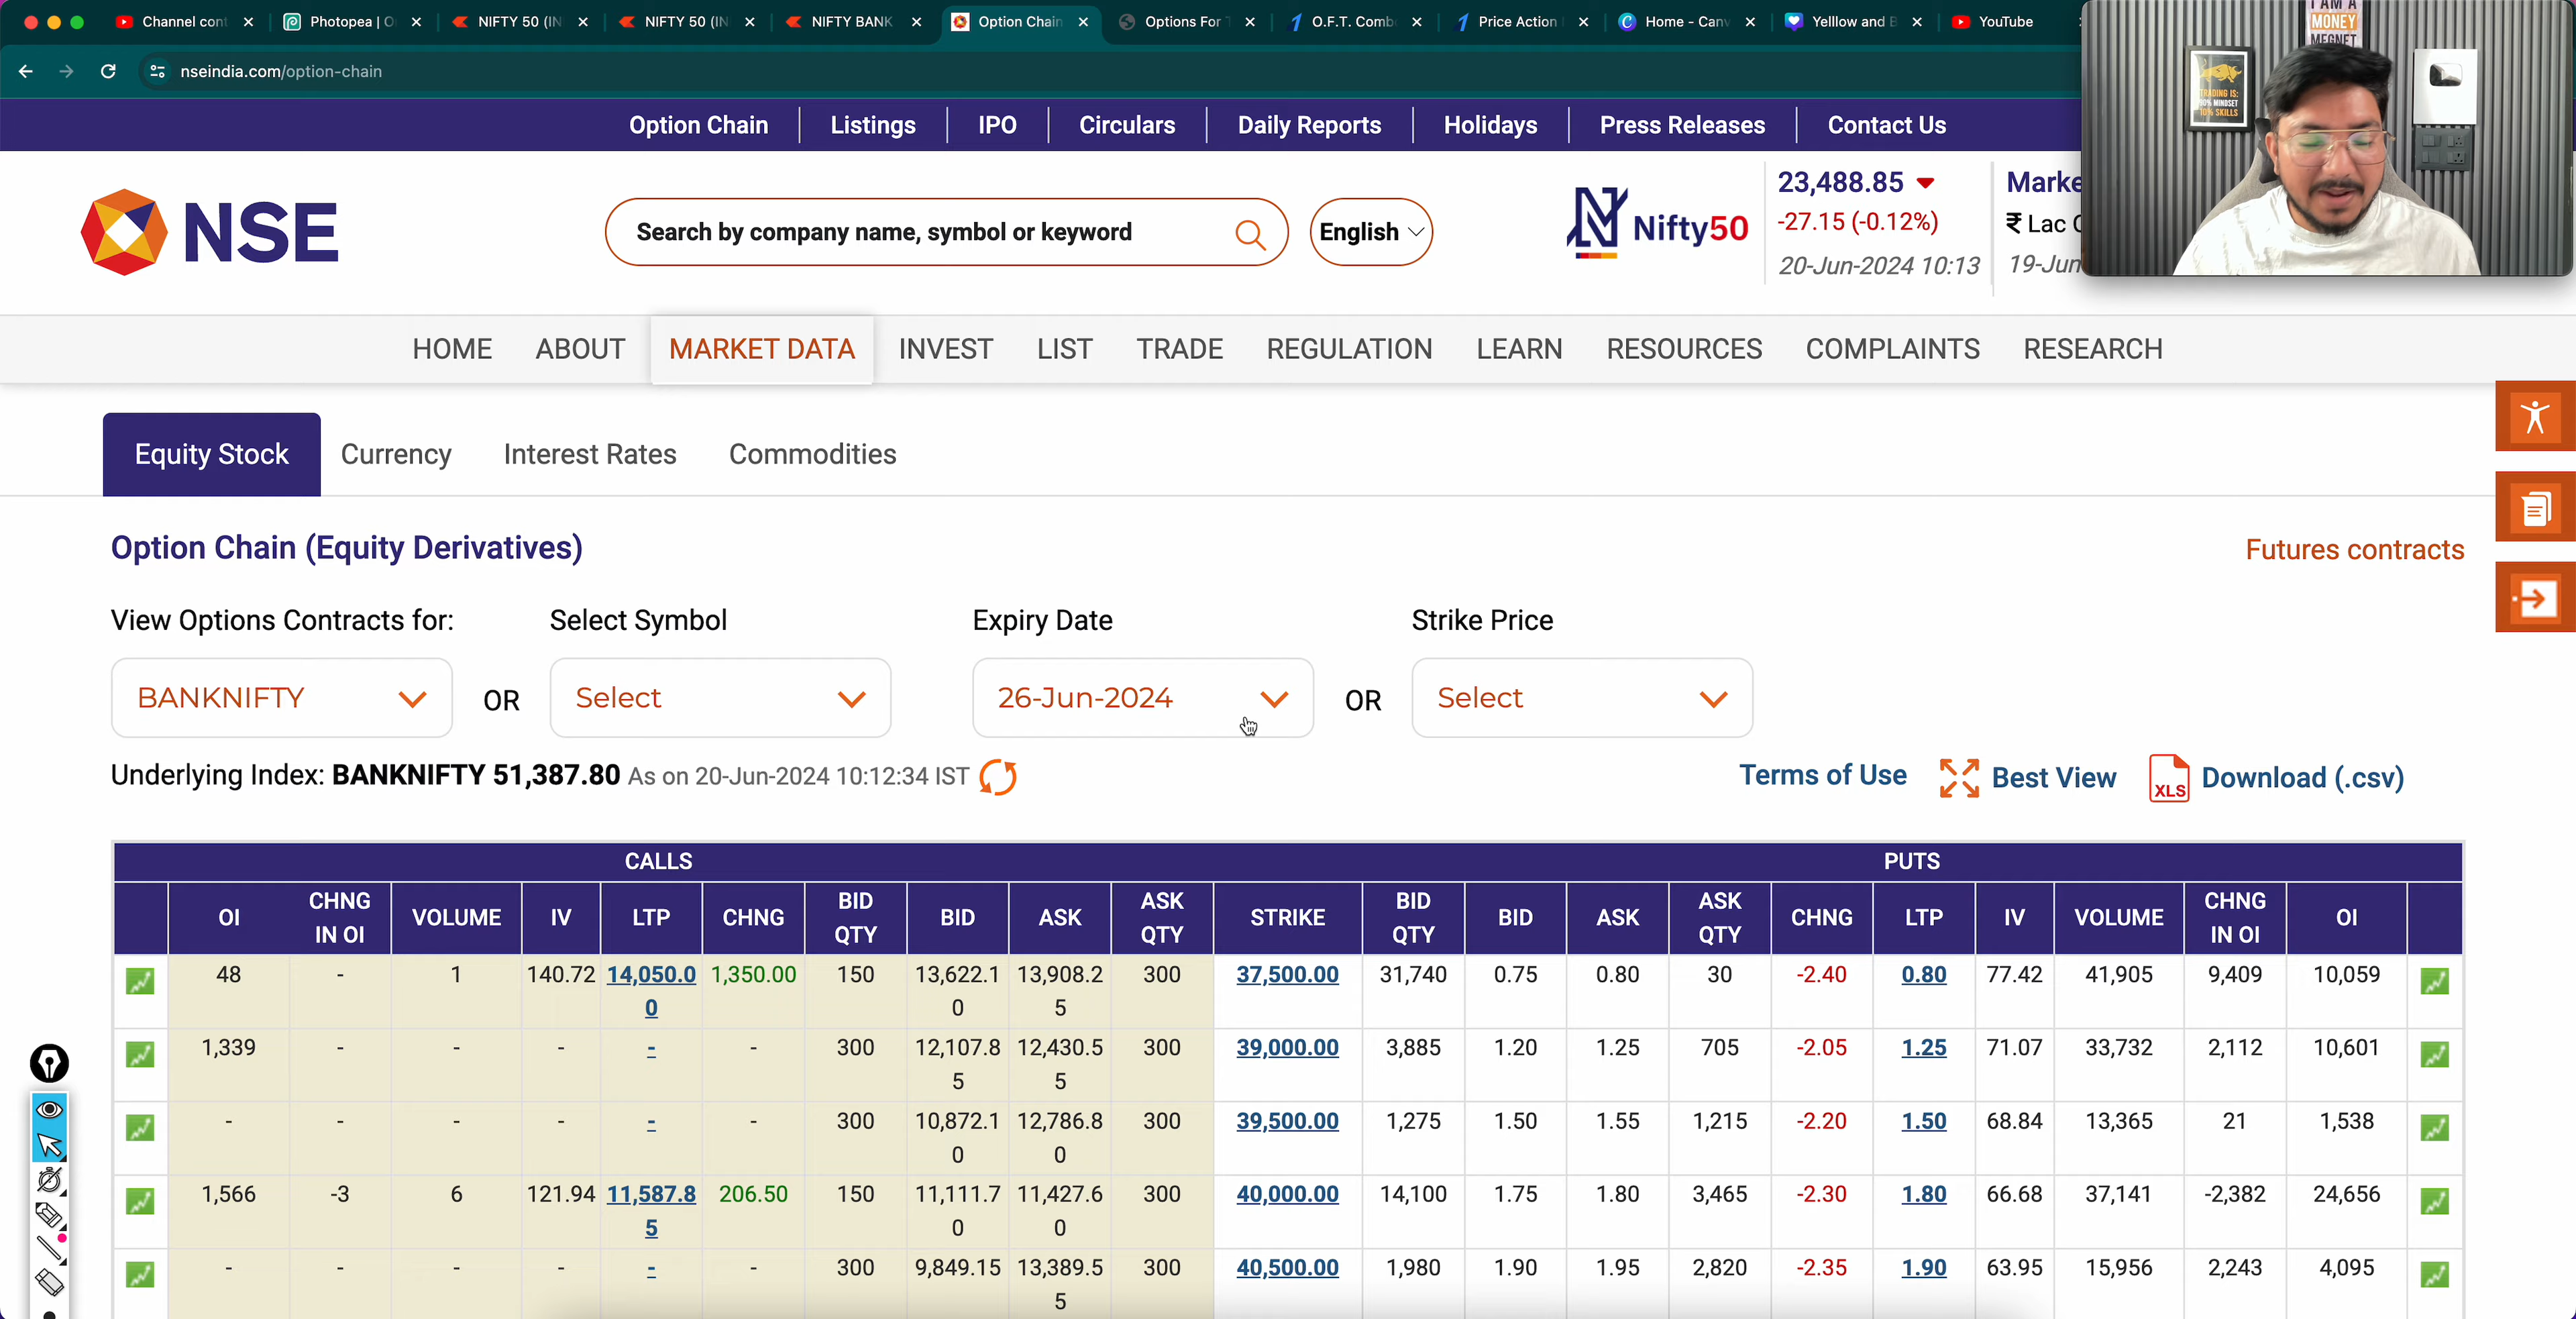 Channel cont
Photopea | O
NIFTY 50 (IN
NIFTY 50 (IN
NIFTY BANK
Option Chain
Options For T
O.F.T. Comb
Price Action
Home - Canv
Yelllow and B
YouTube
nseindia.com/option-chain
I AM A
MONEY
MEGNET
TRADING IS:
90% MINDSET
10% SKILLS
Option Chain
Listings
IPO
Circulars
Daily Reports
Holidays
Press Releases
Contact Us
NSE
Search by company name, symbol or keyword
English
Nifty50
23,488.85
-27.15 (-0.12%)
20-Jun-2024 10:13
Marke
₹ Lac C
19-Jun
HOME ABOUT MARKET DATA INVEST LIST TRADE REGULATION LEARN RESOURCES COMPLAINTS RESEARCH
Equity Stock Currency Interest Rates Commodities
Option Chain (Equity Derivatives)
Futures contracts
View Options Contracts for: Select Symbol Expiry Date Strike Price
BANKNIFTY OR Select 26-Jun-2024 OR Select
Underlying Index: BANKNIFTY 51,387.80 As on 20-Jun-2024 10:12:34 IST
Terms of Use Best View XLS Download (.csv)
CALLS PUTS
OI CHNG IN OI VOLUME IV LTP CHNG BID QTY BID ASK ASK QTY STRIKE BID QTY BID ASK ASK QTY CHNG LTP IV VOLUME CHNG IN OI OI
48 - 1 140.72 14,050.00 1,350.00 150 13,622.10 13,908.25 300 37,500.00 31,740 0.75 0.80 30 -2.40 0.80 77.42 41,905 9,409 10,059
1,339 - - - - - 300 12,107.85 12,430.55 300 39,000.00 3,885 1.20 1.25 705 -2.05 1.25 71.07 33,732 2,112 10,601
- - - - - - 300 10,872.10 12,786.80 300 39,500.00 1,275 1.50 1.55 1,215 -2.20 1.50 68.84 13,365 21 1,538
1,566 -3 6 121.94 11,587.85 206.50 150 11,111.70 11,427.60 300 40,000.00 14,100 1.75 1.80 3,465 -2.30 1.80 66.68 37,141 -2,382 24,656
- - - - - - 300 9,849.15 13,389.55 300 40,500.00 1,980 1.90 1.95 2,820 -2.35 1.90 63.95 15,956 2,243 4,095